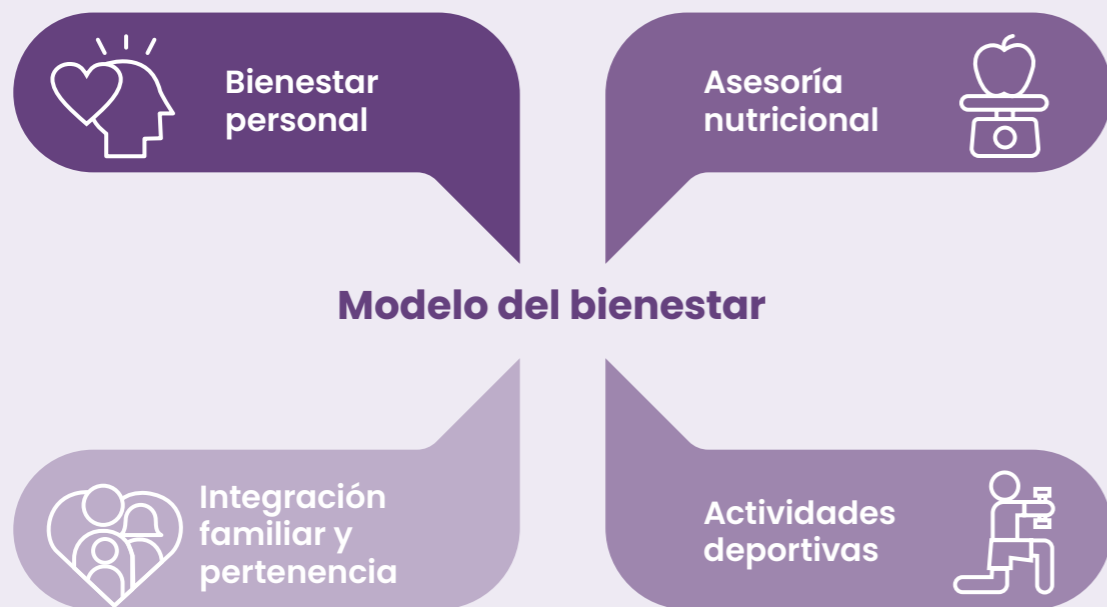 Bienestar
personal
Asesoría
nutricional
Modelo del bienestar
Integración
familiar y
pertenencia
Actividades
deportivas